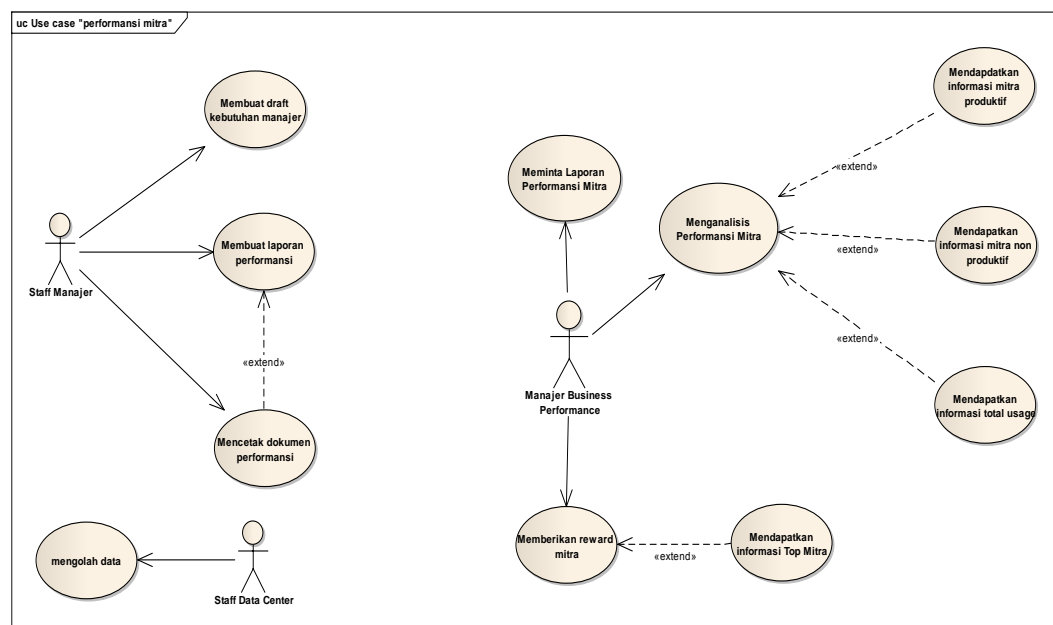 uc Use case "performansi mitra"
Membuat draft
kebutuhan manajer
Membuat laporan
performansi
Staff Manajer
«extend»
Mencetak dokumen
performansi
mengolah data
Staff Data Center
Meminta Laporan
Performansi Mitra
Menganalisis
Performansi Mitra
Manajer Business
Performance
Memberikan reward
mitra
Mendapdatkan
informasi mitra
produktif
«extend»
Mendapatkan
informasi mitra non
produktif
«extend»
Mendapatkan
informasi total usage
«extend»
Mendapatkan
informasi Top Mitra
«extend»